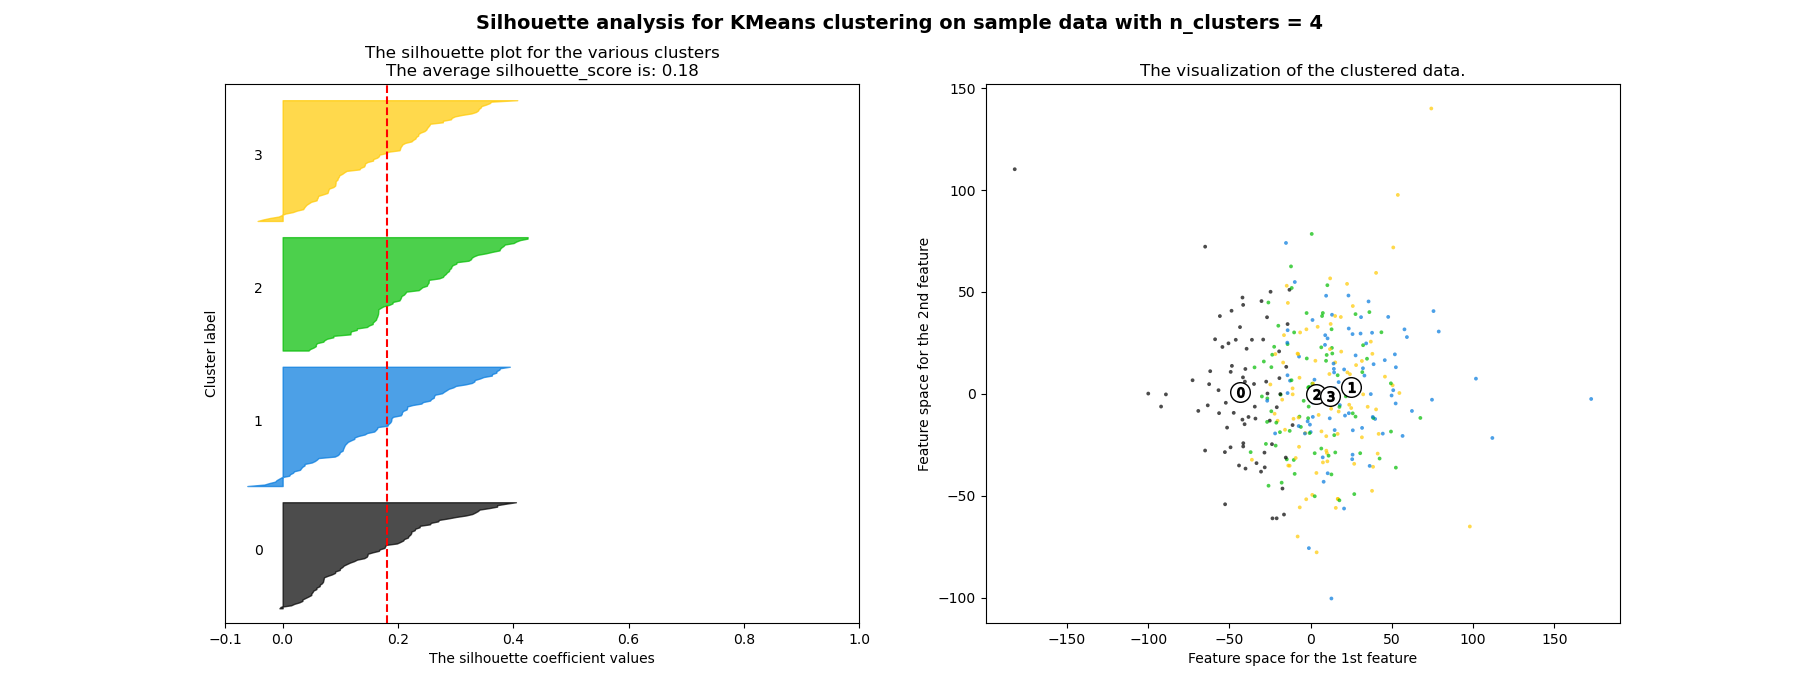 Silhouette analysis for KMeans clustering on sample data with n_clusters = 4
The silhouette plot for the various clusters
The average silhouette_score is: 0.18
3
2
1
0
Cluster label
−0.1 0.0 0.2 0.4 0.6 0.8 1.0
The silhouette coefficient values
The visualization of the clustered data.
150
100
50
0
−50
−100
Feature space for the 2nd feature
0 2 3 1
−150 −100 −50 0 50 100 150
Feature space for the 1st feature